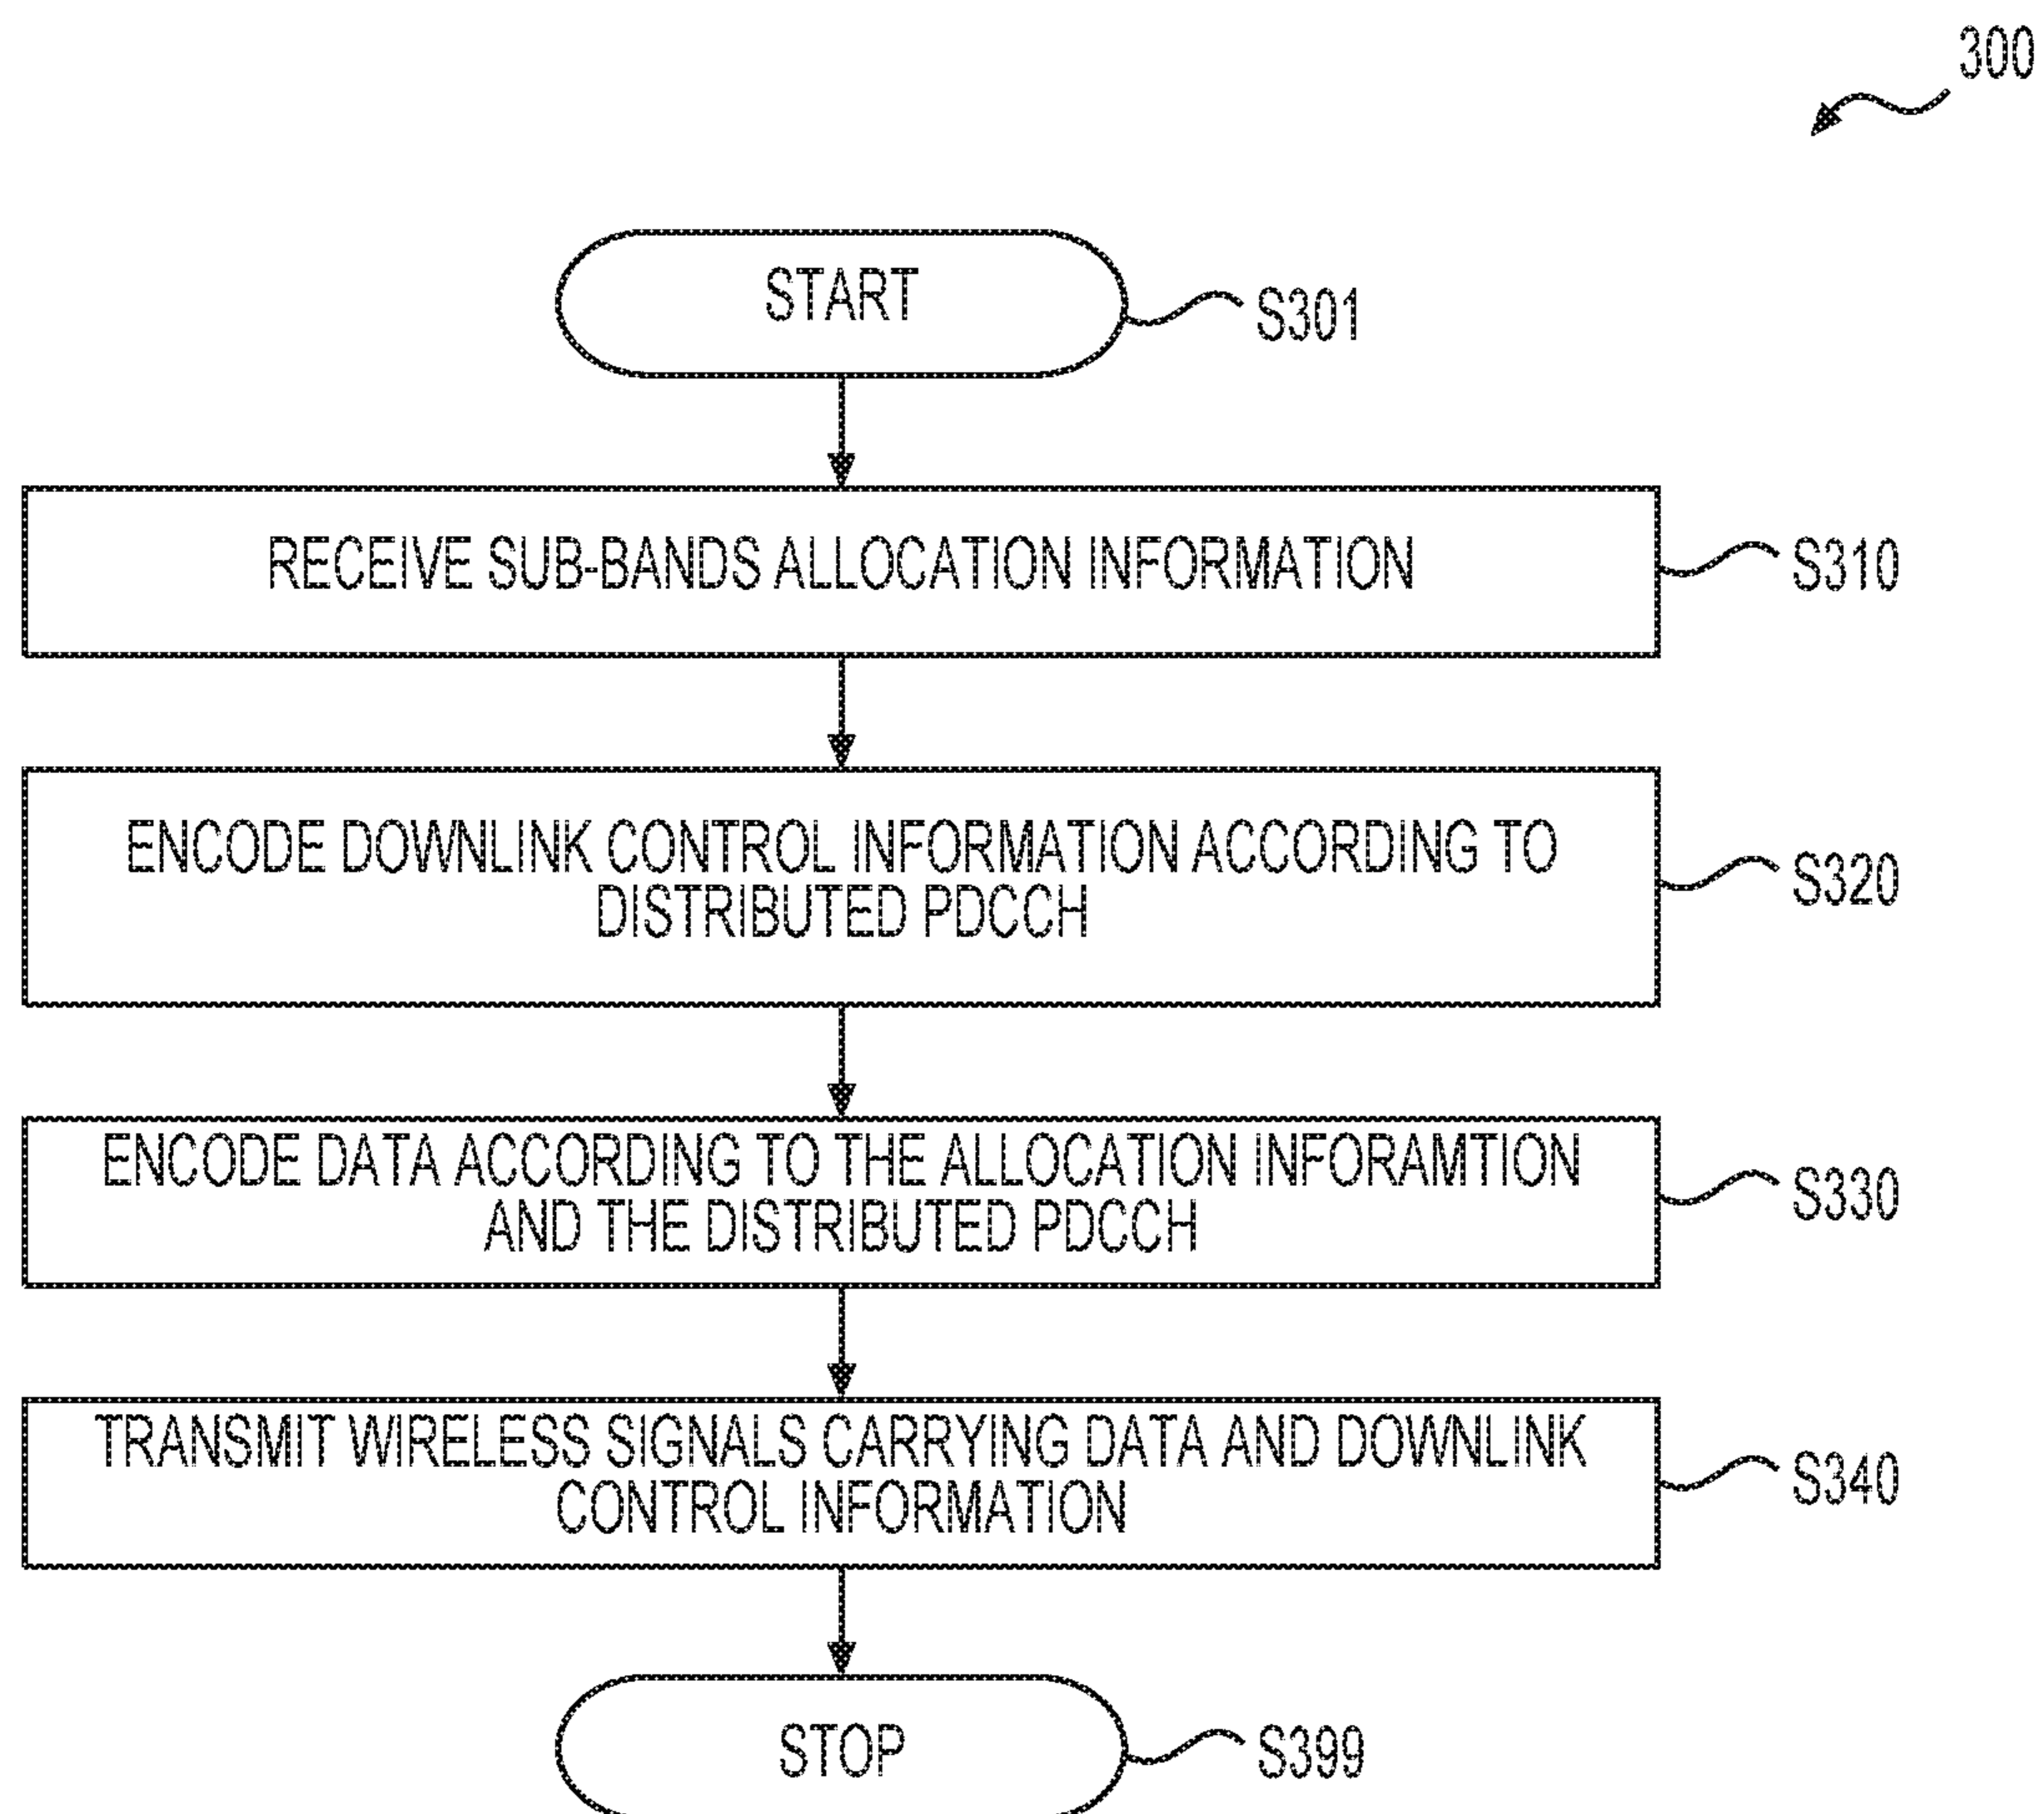 300
START
S301
RECEIVE SUB-BANDS ALLOCATION INFORMATION
S310
ENCODE DOWNLINK CONTROL INFORMATION ACCORDING TO
DISTRIBUTED PDCCH
S320
ENCODE DATA ACCORDING TO THE ALLOCATION INFORAMTION
AND THE DISTRIBUTED PDCCH
S330
TRANSMIT WIRELESS SIGNALS CARRYING DATA AND DOWNLINK
CONTROL INFORMATION
S340
STOP
S399